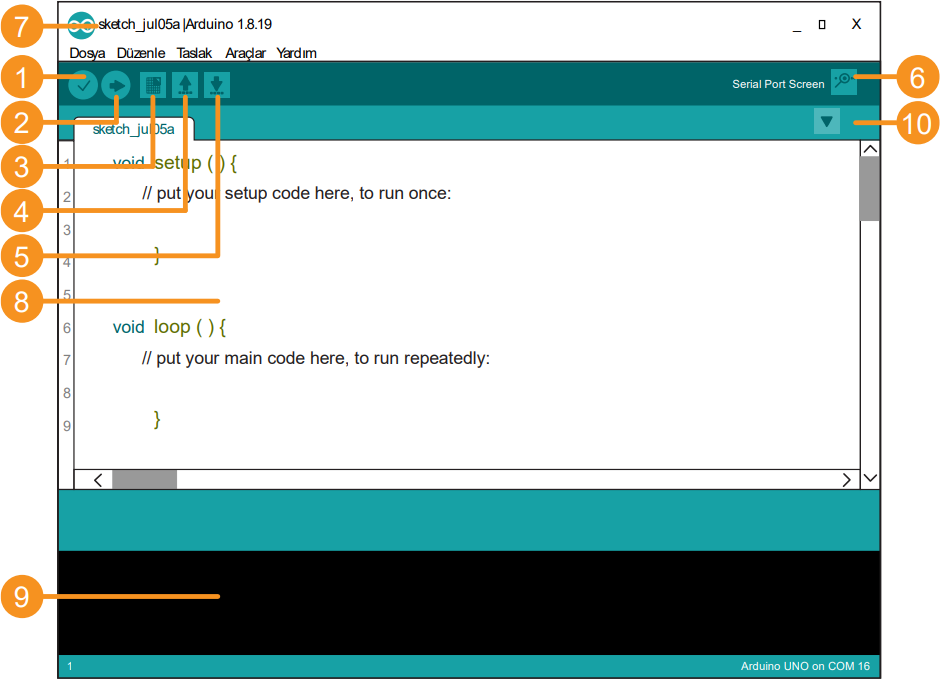 7 sketch_jul05a |Arduino 1.8.19 _ X
Dosya Düzenle Taslak Araçlar Yardım
1 Serial Port Screen 6
2 sketch_jul05a 10
1 void setup ( ) {
3
2 // put your setup code here, to run once:
4
3
5 4 }
5
8
6 void loop ( ) {
7 // put your main code here, to run repeatedly:
8
9 }
9
1 Arduino UNO on COM 16